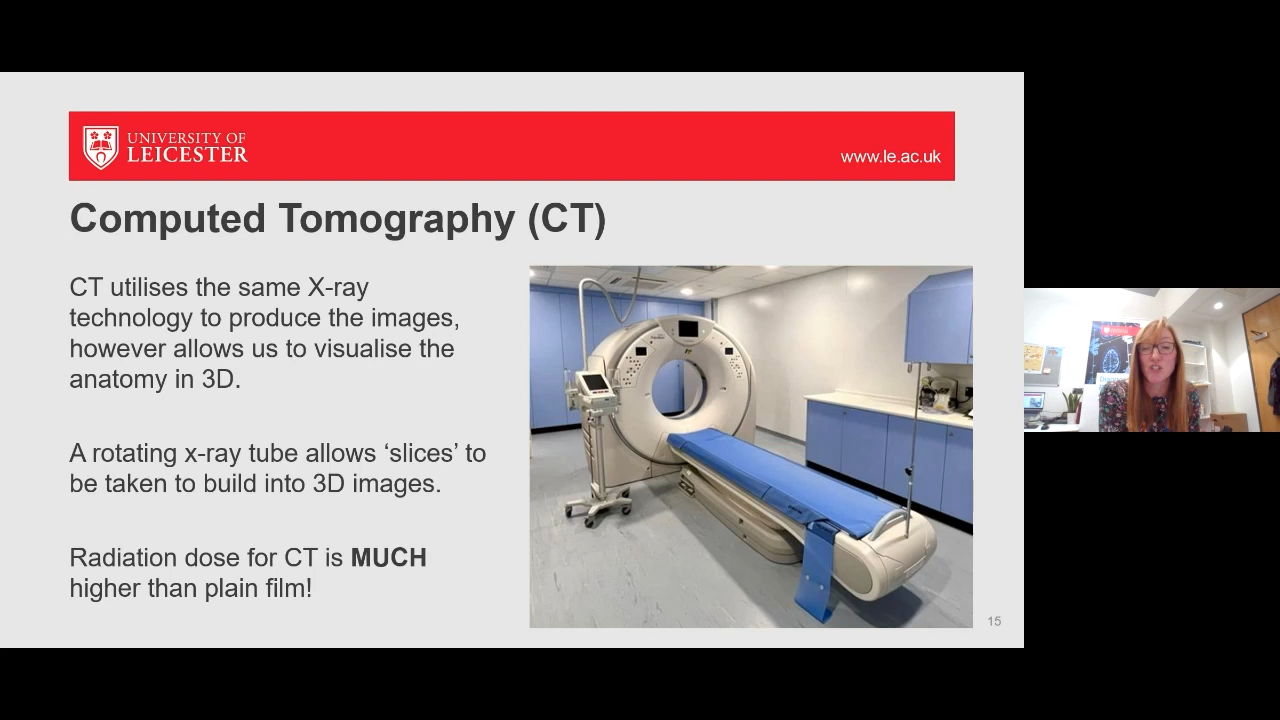 UNIVERSITY OF
LEICESTER
www.le.ac.uk
Computed Tomography (CT)
CT utilises the same X-ray
technology to produce the images,
however allows us to visualise the
anatomy in 3D.
A rotating x-ray tube allows ‘slices’ to
be taken to build into 3D images.
Radiation dose for CT is MUCH
higher than plain film!
15